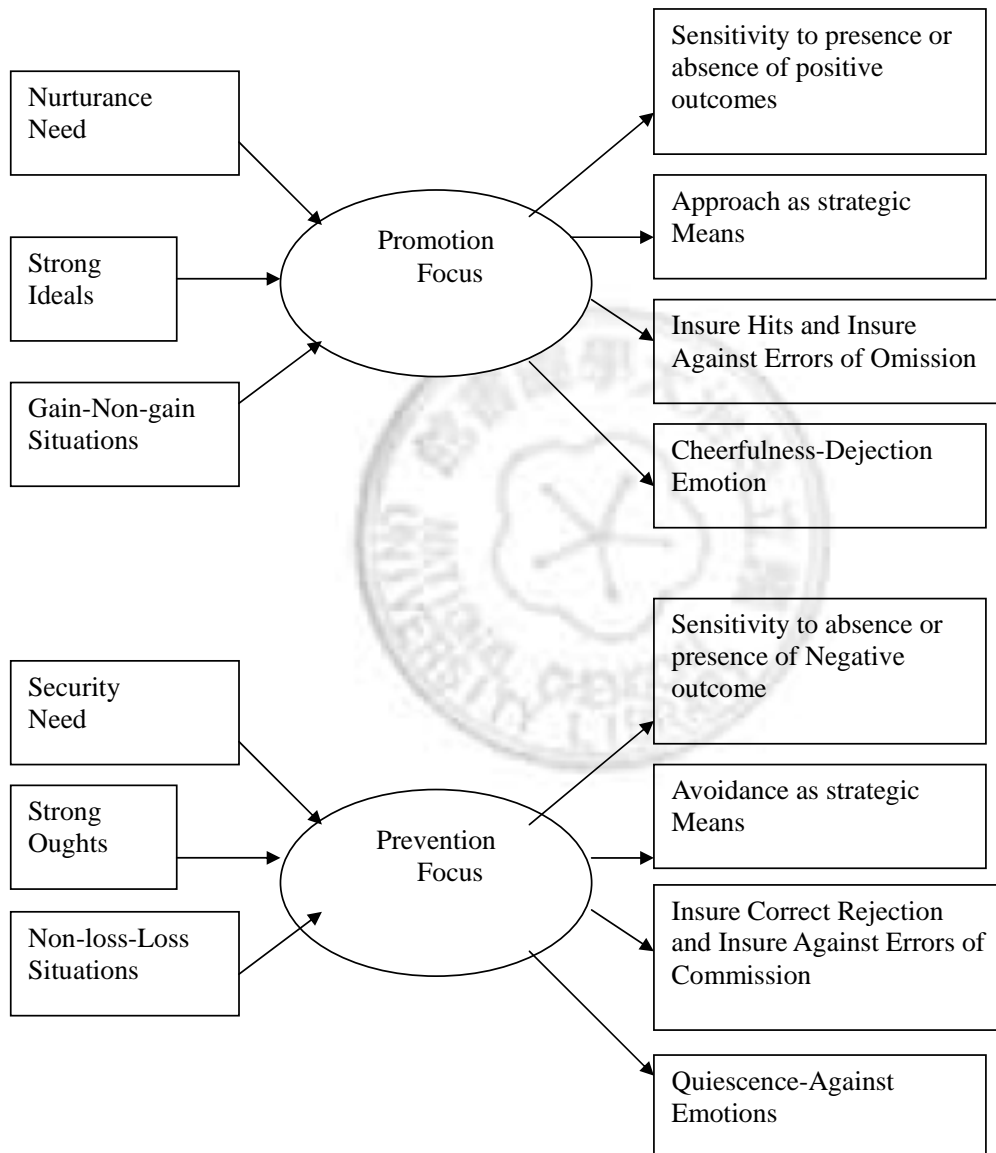 Nurturance
Need
Strong
Ideals
Gain-Non-gain
Situations
Promotion
Focus
Sensitivity to presence or
absence of positive
outcomes
Approach as strategic
Means
Insure Hits and Insure
Against Errors of Omission
Cheerfulness-Dejection
Emotion
Security
Need
Strong
Oughts
Non-loss-Loss
Situations
Prevention
Focus
Sensitivity to absence or
presence of Negative
outcome
Avoidance as strategic
Means
Insure Correct Rejection
and Insure Against Errors of
Commission
Quiescence-Against
Emotions